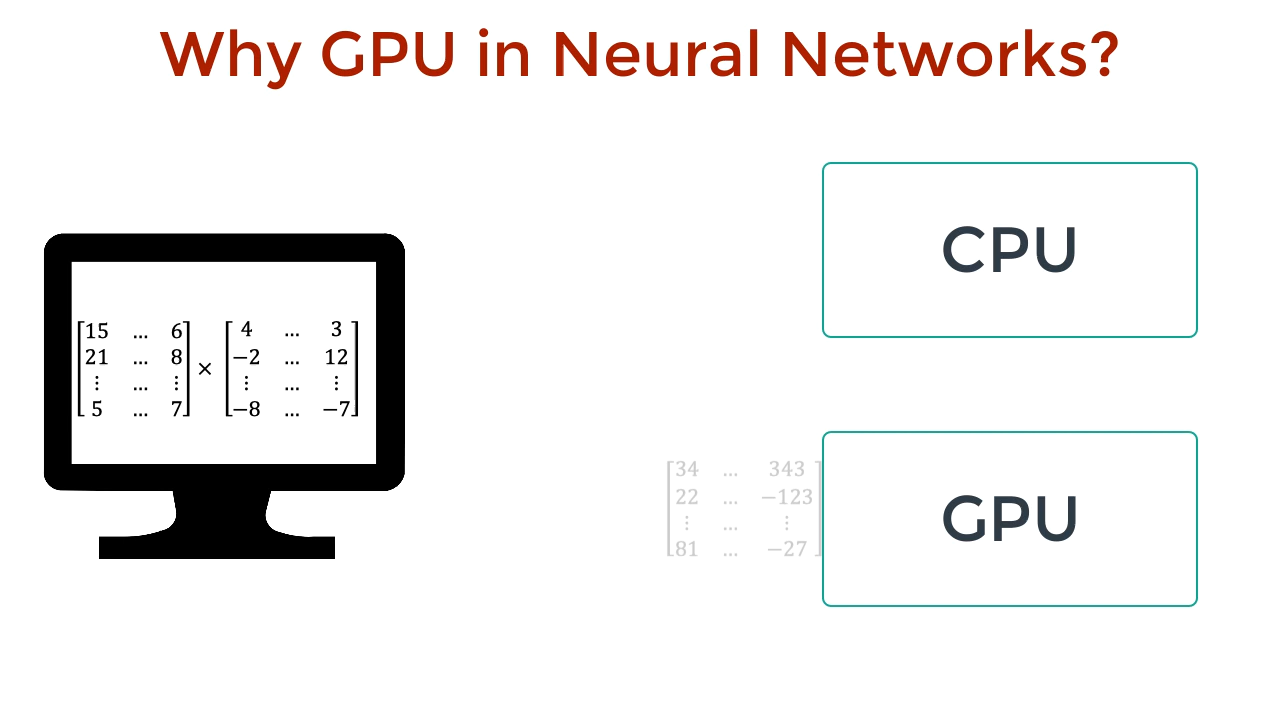 Why GPU in Neural Networks?
CPU
[15 ... 6] × [4 ... 3]
[21 ... 8] [−2 ... 12]
[⋮ ... ⋮] [⋮ ... ⋮]
[5 ... 7] [−8 ... −7]
[34 ... 343]
[22 ... −123]
[⋮ ... ⋮]
[81 ... −27]
GPU